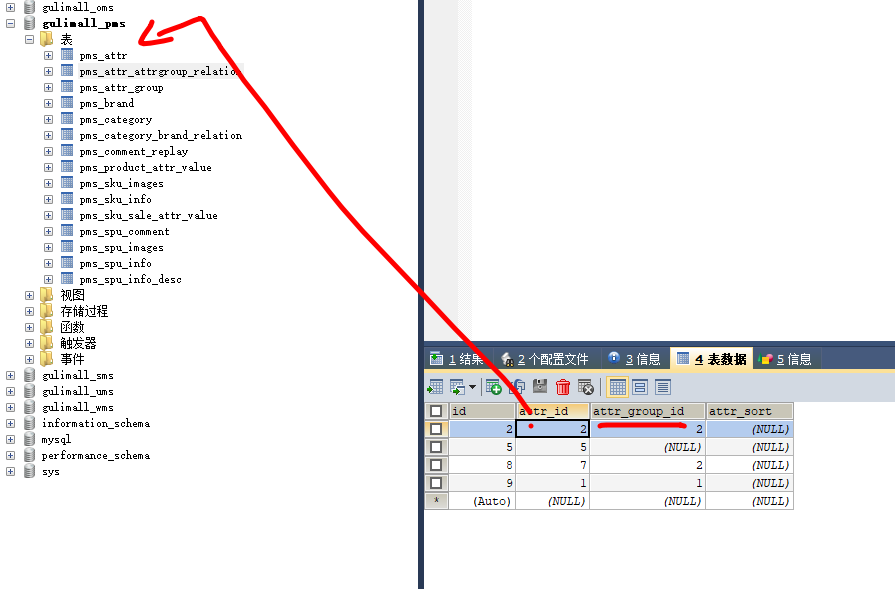 gulimall_oms
gulimall_pms
表
pms_attr
pms_attr_attrgroup_relation
pms_attr_group
pms_brand
pms_category
pms_category_brand_relation
pms_comment_replay
pms_product_attr_value
pms_sku_images
pms_sku_info
pms_sku_sale_attr_value
pms_spu_comment
pms_spu_images
pms_spu_info
pms_spu_info_desc
视图
存储过程
函数
触发器
事件
gulimall_sms
gulimall_ums
gulimall_wms
information_schema
mysql
performance_schema
sys
1 结果 2 个配置文件 3 信息 4 表数据 5 信息
id attr_id attr_group_id attr_sort
2 2 2 (NULL)
5 5 (NULL) (NULL)
8 7 2 (NULL)
9 1 1 (NULL)
* (Auto) (NULL) (NULL) (NULL)